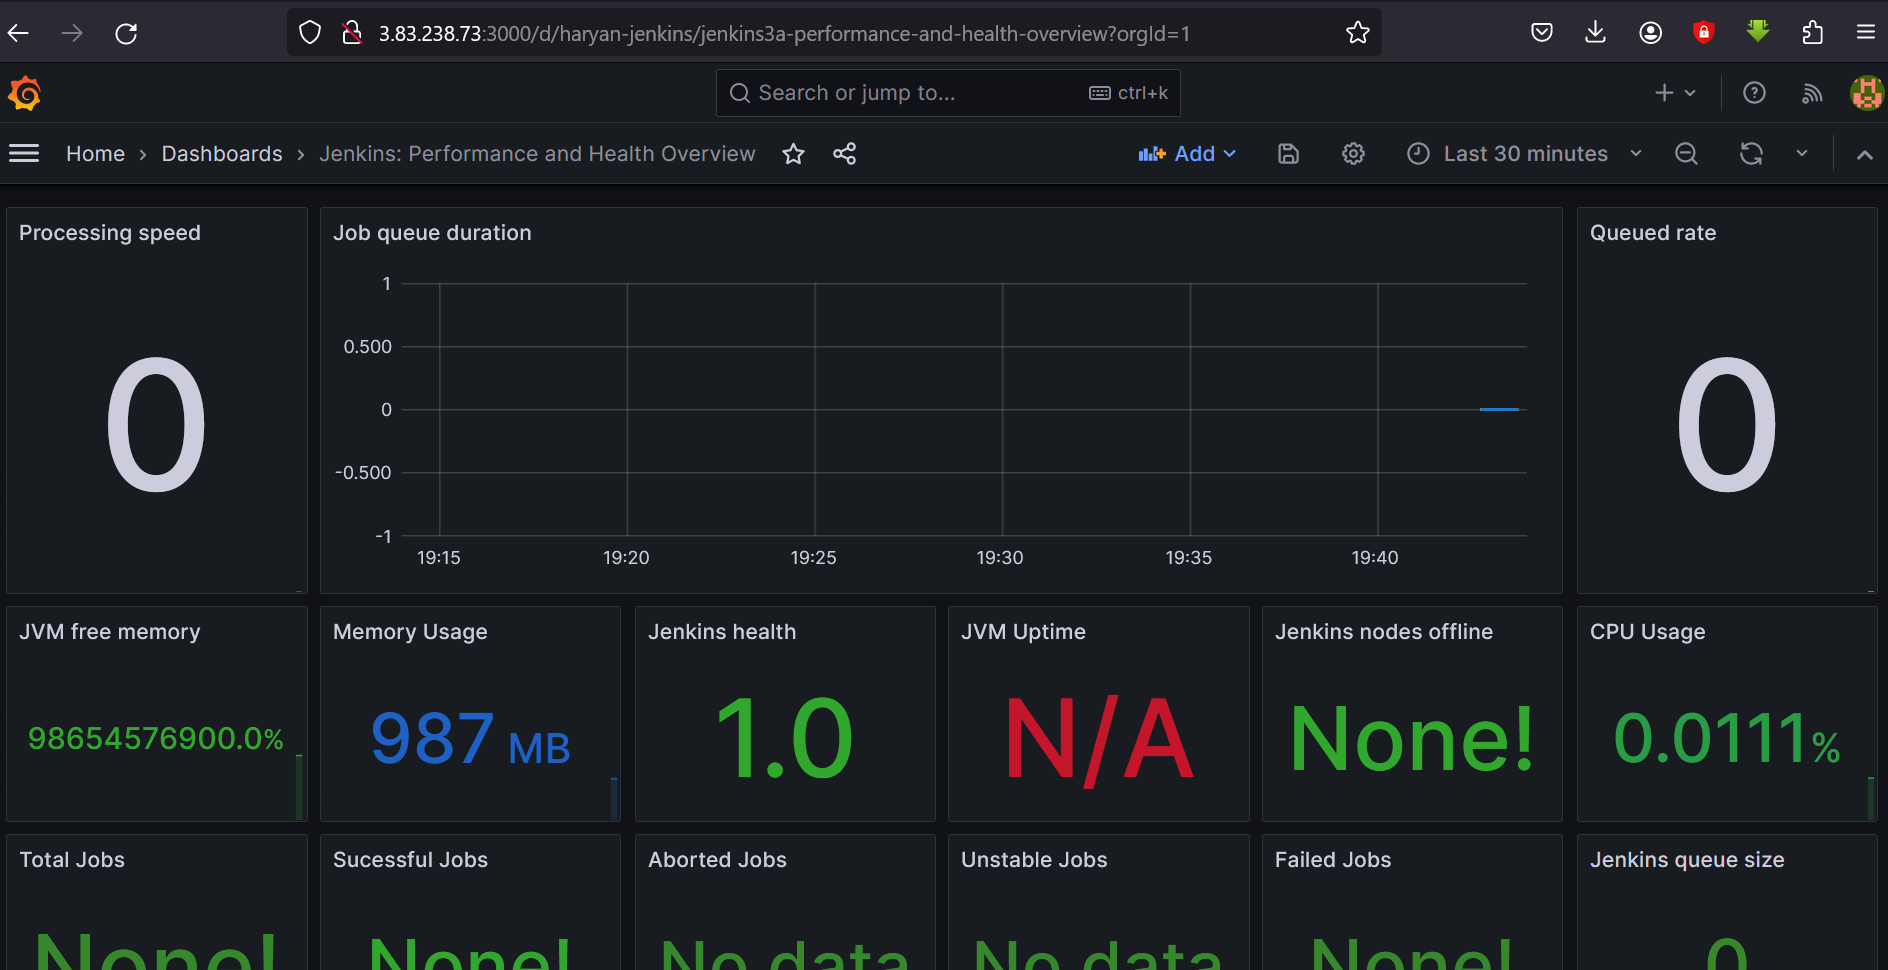 3.83.238.73:3000/d/haryan-jenkins/jenkins3a-performance-and-health-overview?orgId=1
Search or jump to...
ctrl+k
Home › Dashboards › Jenkins: Performance and Health Overview
Add
Last 30 minutes
Processing speed
0
Job queue duration
1
0.500
0
-0.500
-1
19:15 19:20 19:25 19:30 19:35 19:40
Queued rate
0
JVM free memory
98654576900.0%
Memory Usage
987 MB
Jenkins health
1.0
JVM Uptime
N/A
Jenkins nodes offline
None!
CPU Usage
0.0111%
Total Jobs
None!
Sucessful Jobs
None!
Aborted Jobs
No data
Unstable Jobs
No data
Failed Jobs
None!
Jenkins queue size
0